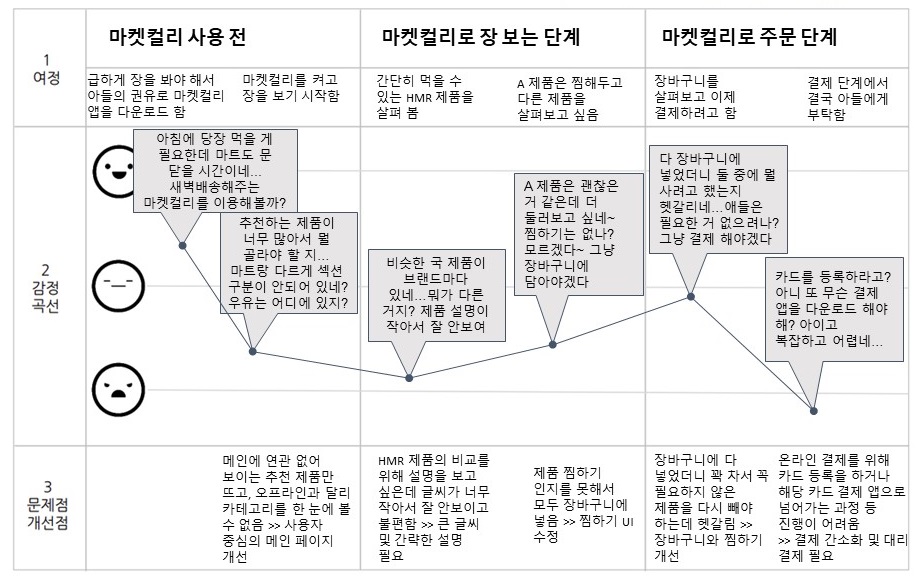 마켓컬리 사용 전
마켓컬리로 장 보는 단계
마켓컬리로 주문 단계
1
여정
급하게 장을 봐야 해서
아들의 권유로 마켓컬리
앱을 다운로드 함
마켓컬리를 켜고
장을 보기 시작함
간단히 먹을 수
있는 HMR 제품을
살펴 봄
A 제품은 찜해두고
다른 제품을
살펴보고 싶음
장바구니를
살펴보고 이제
결제하려고 함
결제 단계에서
결국 아들에게
부탁함
2
감정
곡선
아침에 당장 먹을 게
필요한데 마트도 문
닫을 시간이네...
새벽배송해주는
마켓컬리를 이용해볼까?
추천하는 제품이
너무 많아서 뭘
골라야 할 지...
마트랑 다르게 섹션
구분이 안되어 있네?
우유는 어디에 있지?
비슷한 국 제품이
브랜드마다
있네...뭐가 다른
거지? 제품 설명이
작아서 잘 안보여
A 제품은 괜찮은
거 같은데 더
둘러보고 싶네~
찜하기는 없나?
모르겠다~ 그냥
장바구니에
담아야겠다
다 장바구니에
넣었더니 둘 중에 뭘
사려고 했는지
헷갈리네...애들은
필요한 거 없으려나?
그냥 결제 해야겠다
카드를 등록하라고?
아니 또 무슨 결제
앱을 다운로드 해야
해? 아이고
복잡하고 어렵네...
3
문제점
개선점
메인에 연관 없어
보이는 추천 제품만
뜨고, 오프라인과 달리
카테고리를 한 눈에 볼
수 없음 >> 사용자
중심의 메인 페이지
개선
HMR 제품의 비교를
위해 설명을 보고
싶은데 글씨가 너무
작아서 잘 안보이고
불편함 >> 큰 글씨
및 간략한 설명
필요
제품 찜하기
인지를 못해서
모두 장바구니에
넣음 >> 찜하기 UI
수정
장바구니에 다
넣었더니 꽉 차서 꼭
필요하지 않은
제품을 다시 빼야
하는데 헷갈림 >>
장바구니와 찜하기
개선
온라인 결제를 위해
카드 등록을 하거나
해당 카드 결제 앱으로
넘어가는 과정 등
진행이 어려움
>> 결제 간소화 및 대리
결제 필요